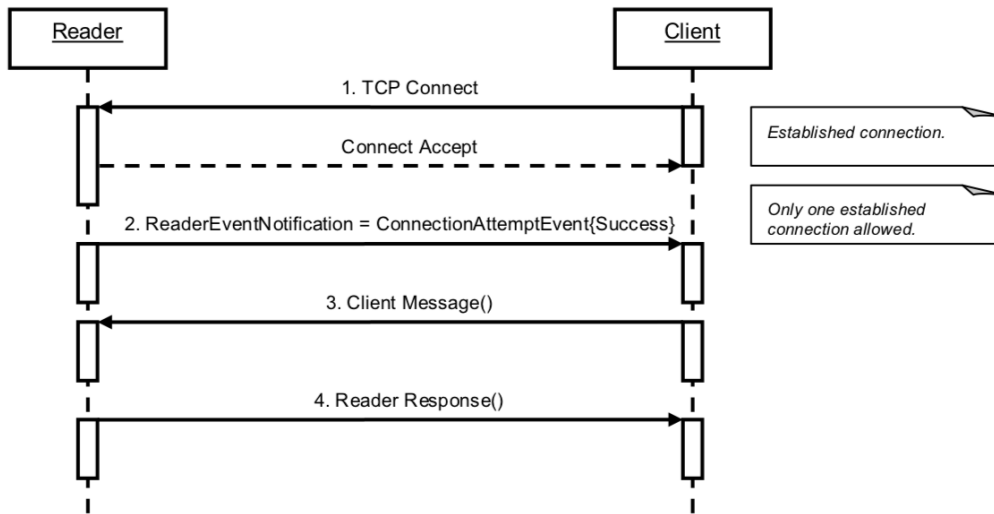 Reader
Client
1. TCP Connect
Established connection.
Connect Accept
Only one established
connection allowed.
2. ReaderEventNotification = ConnectionAttemptEvent{Success}
3. Client Message()
4. Reader Response()